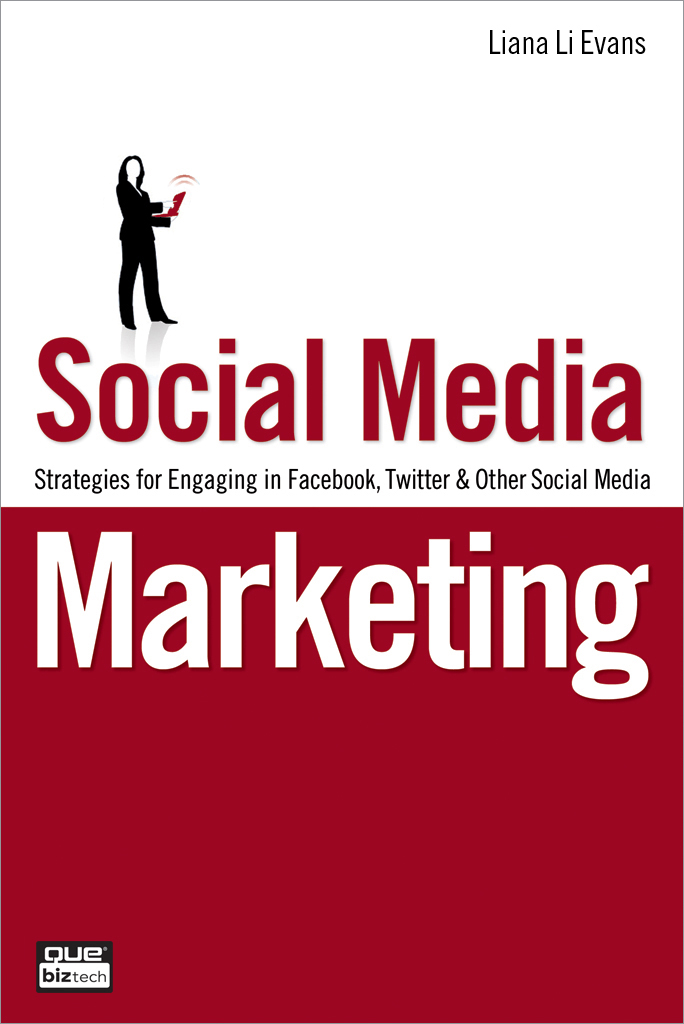 Liana Li Evans
Social Media
Strategies for Engaging in Facebook, Twitter & Other Social Media
Marketing
que®
biztech